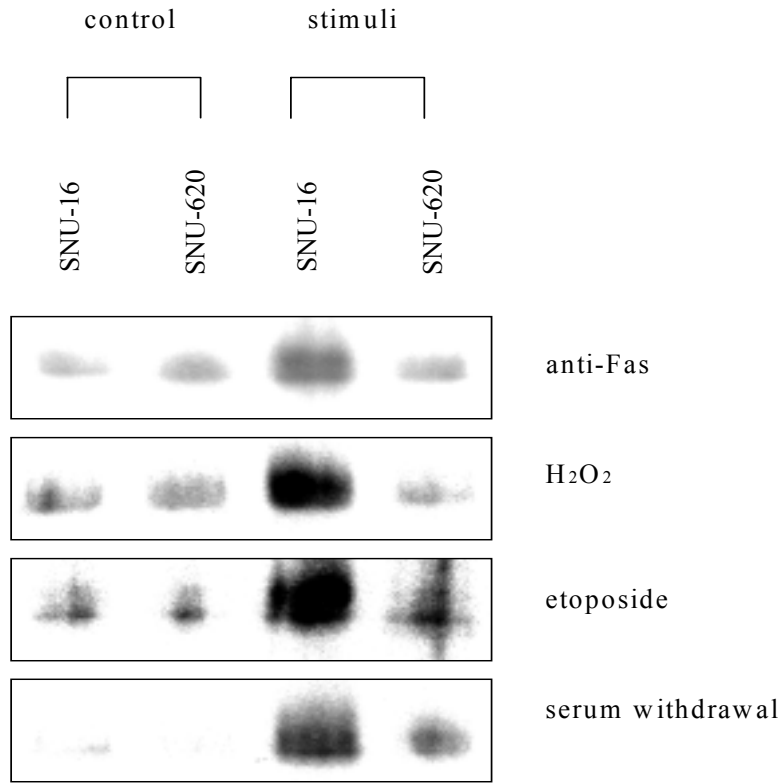 control stimuli
SNU-16 SNU-620 SNU-16 SNU-620
anti-Fas
H₂O₂
etoposide
serum withdrawal